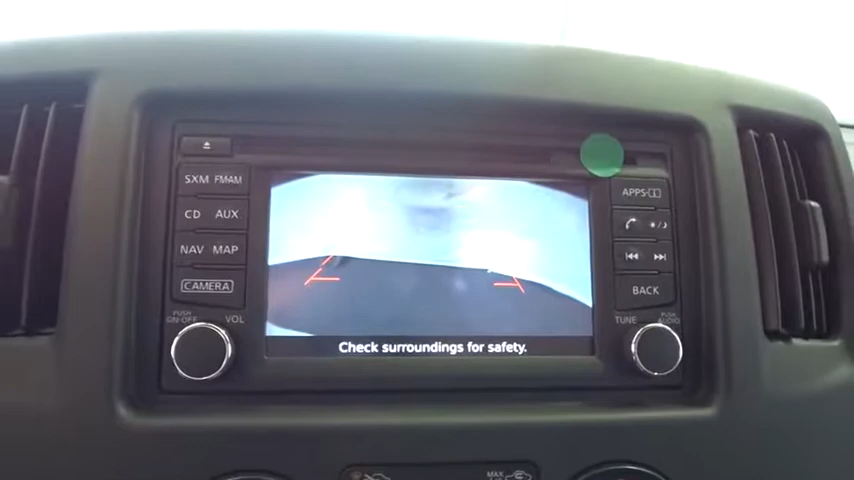 SXM FM·AM
CD AUX
NAV MAP
CAMERA
PUSH
ON·OFF
VOL
APPS·i
BACK
TUNE
PUSH
AUDIO
Check surroundings for safety.
MAX